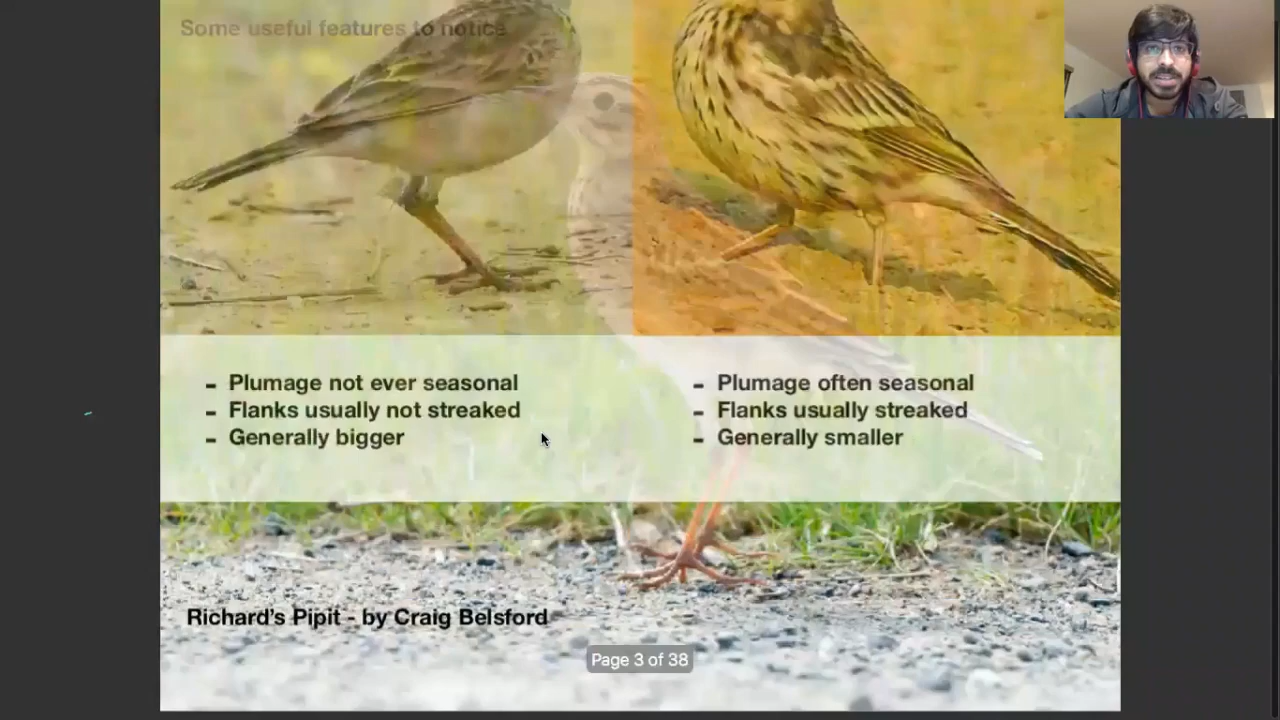 Some useful features to notice
- Plumage not ever seasonal
- Flanks usually not streaked
- Generally bigger
- Plumage often seasonal
- Flanks usually streaked
- Generally smaller
Richard's Pipit - by Craig Belsford
Page 3 of 38